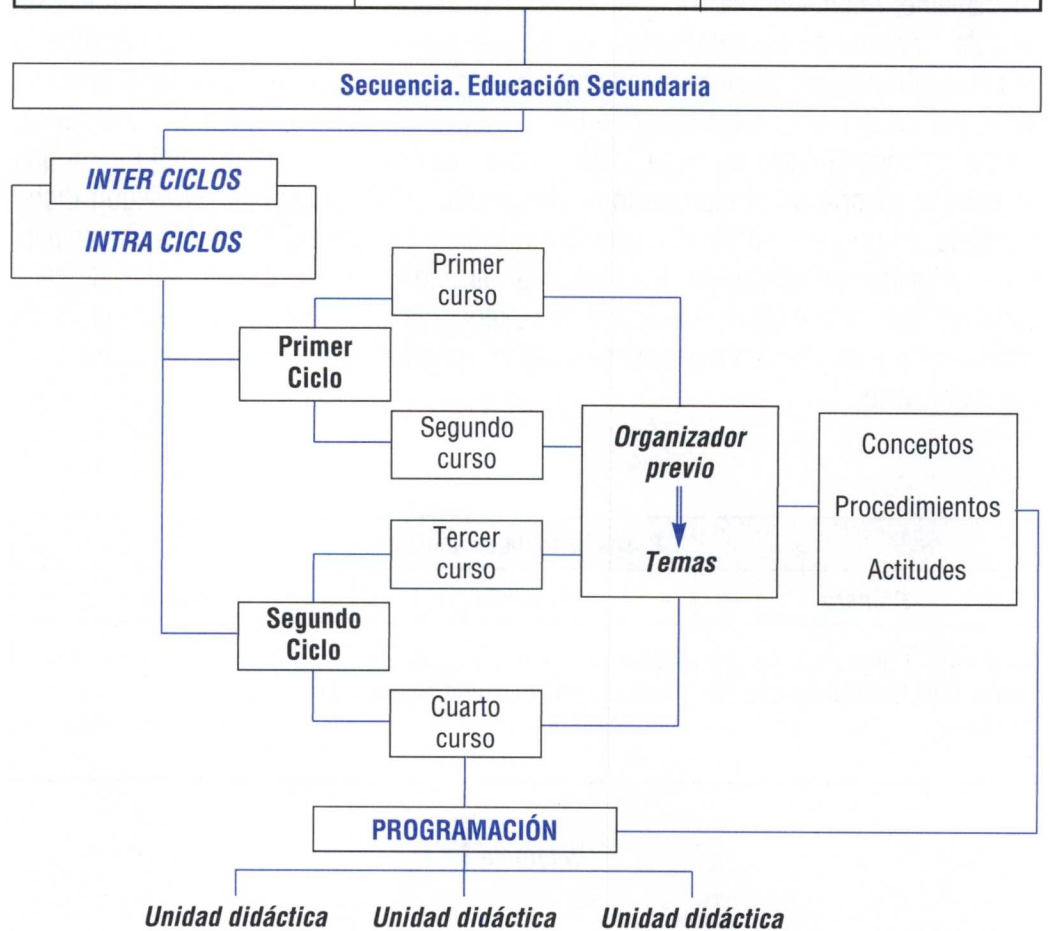 Secuencia. Educación Secundaria
INTER CICLOS
INTRA CICLOS
Primer
curso
Primer
Ciclo
Segundo
curso
Organizador
previo
Temas
Conceptos
Procedimientos
Actitudes
Tercer
curso
Segundo
Ciclo
Cuarto
curso
PROGRAMACIÓN
Unidad didáctica
Unidad didáctica
Unidad didáctica